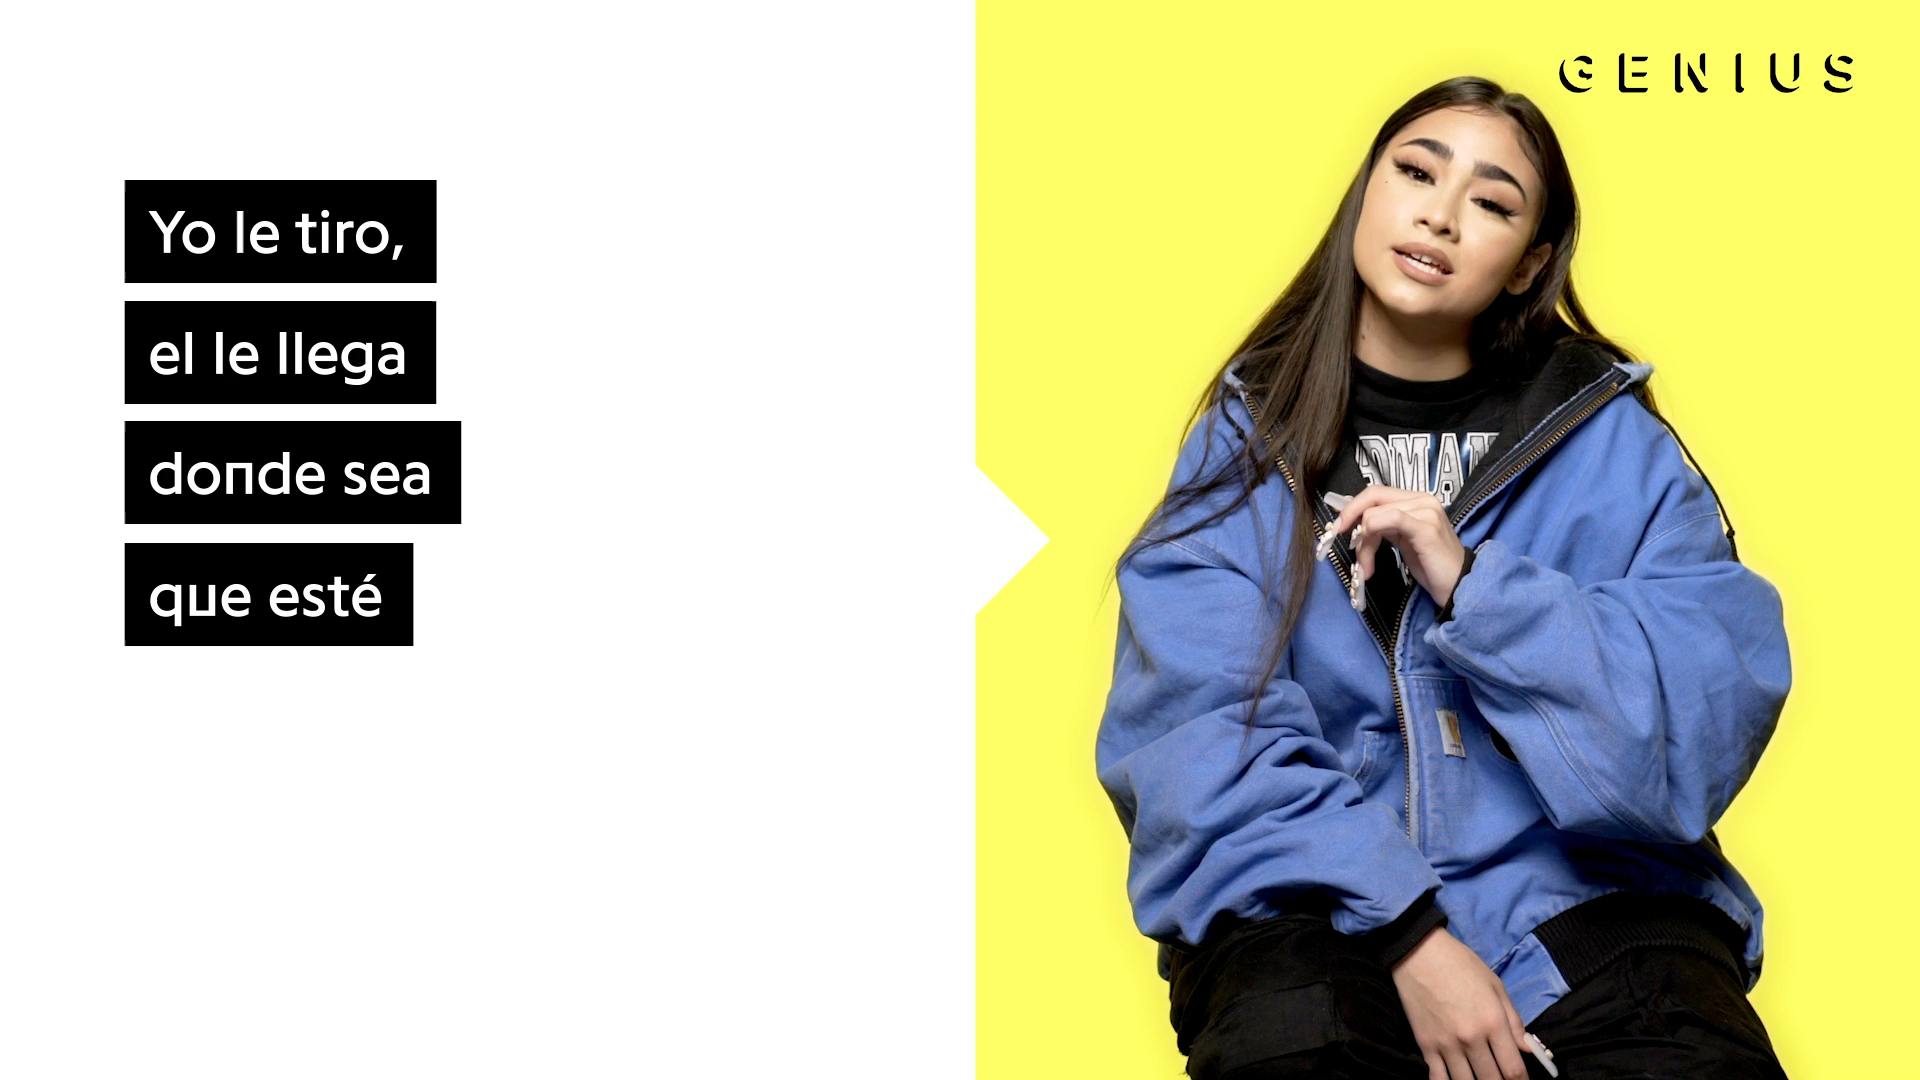 GENIUS
Yo le tiro,
el le llega
donde sea
que esté